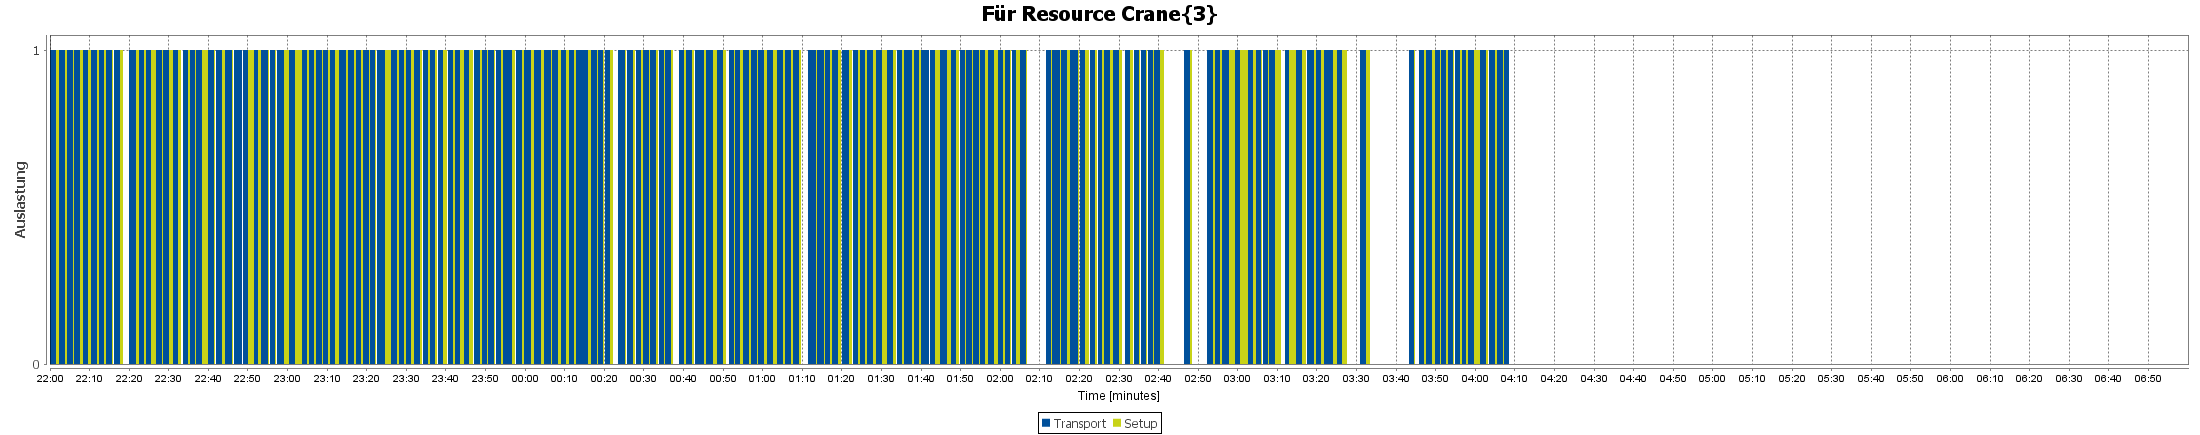 Für Resource Crane{3}
Auslastung
1
0
22:00 22:10 22:20 22:30 22:40 22:50 23:00 23:10 23:20 23:30 23:40 23:50 00:00 00:10 00:20 00:30 00:40 00:50 01:00 01:10 01:20 01:30 01:40 01:50 02:00 02:10 02:20 02:30 02:40 02:50 03:00 03:10 03:20 03:30 03:40 03:50 04:00 04:10 04:20 04:30 04:40 04:50 05:00 05:10 05:20 05:30 05:40 05:50 06:00 06:10 06:20 06:30 06:40 06:50
Time [minutes]
Transport Setup